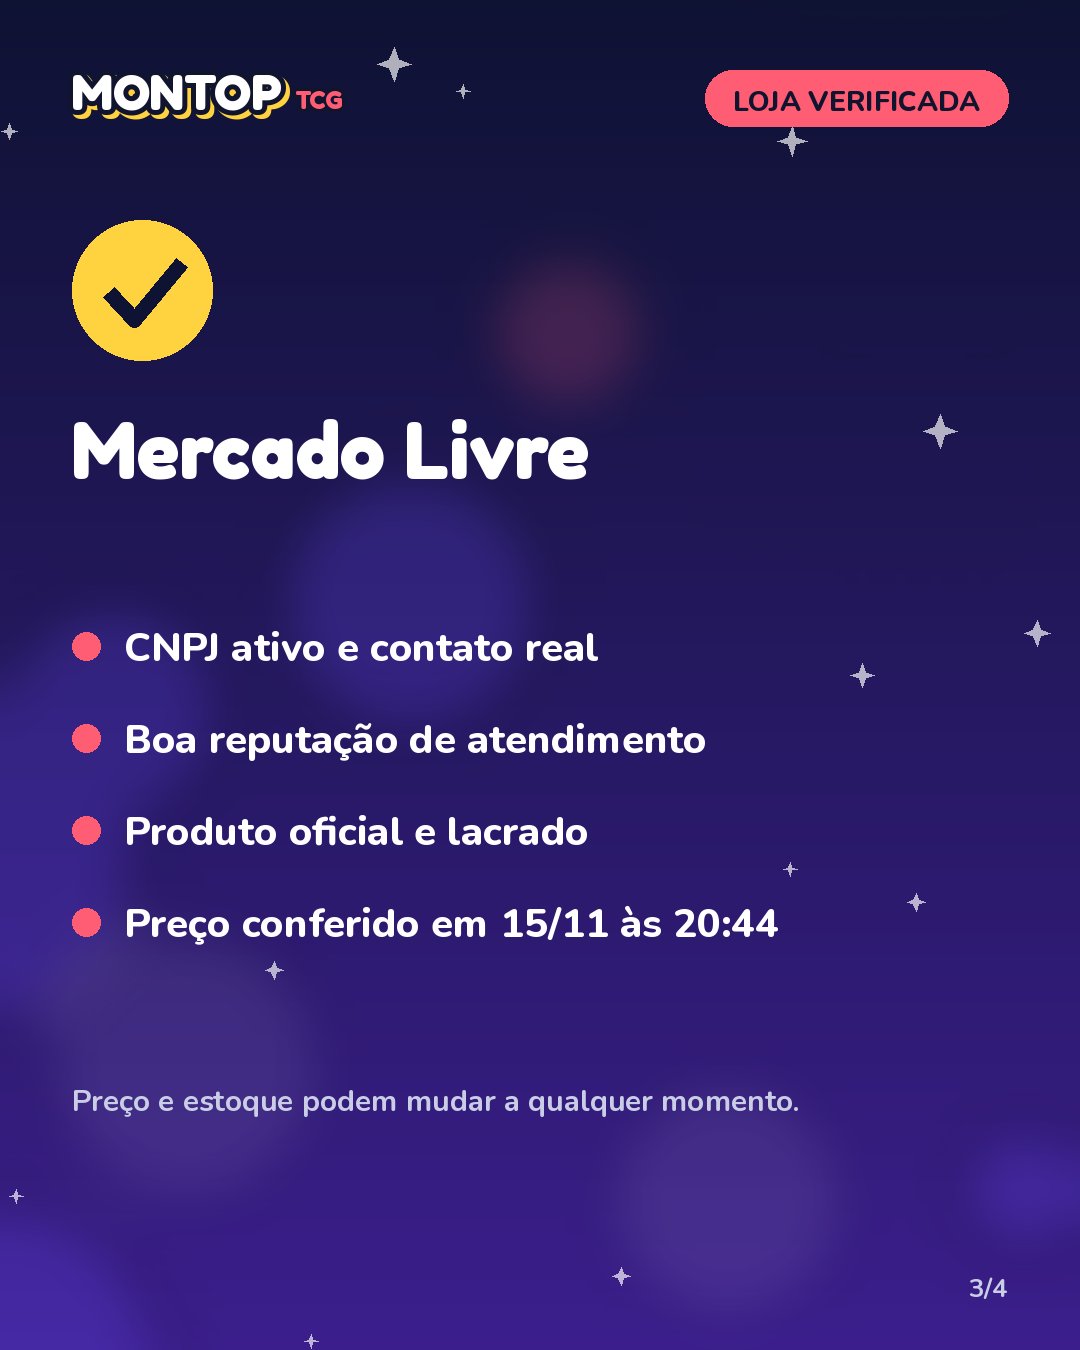 MONTOP TCG
LOJA VERIFICADA
Mercado Livre
CNPJ ativo e contato real
Boa reputação de atendimento
Produto oficial e lacrado
Preço conferido em 15/11 às 20:44
Preço e estoque podem mudar a qualquer momento.
3/4